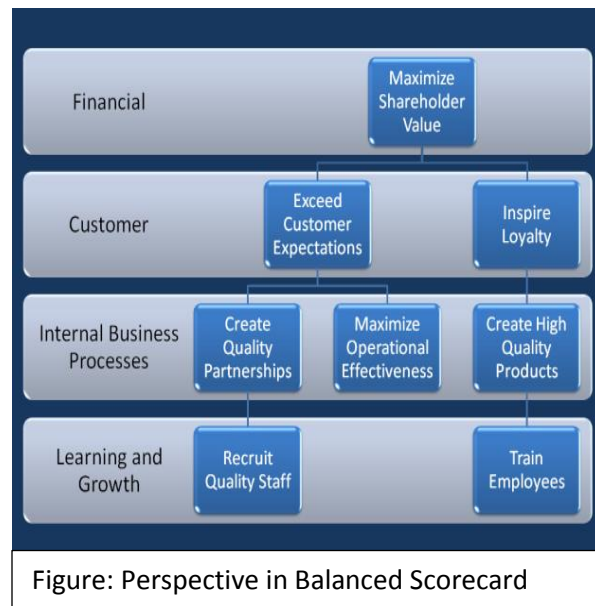 Financial
Maximize
Shareholder
Value
Customer
Exceed
Customer
Expectations
Inspire
Loyalty
Internal Business
Processes
Create
Quality
Partnerships
Maximize
Operational
Effectiveness
Create High
Quality
Products
Learning and
Growth
Recruit
Quality Staff
Train
Employees
Figure: Perspective in Balanced Scorecard